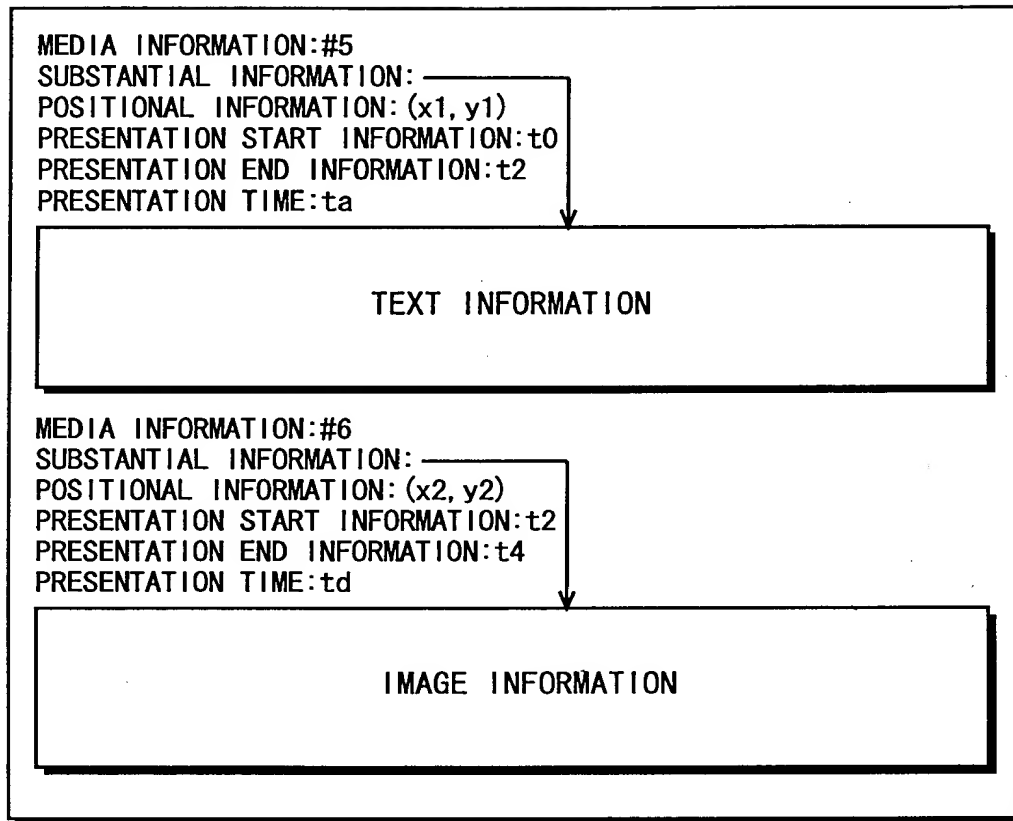 MEDIA INFORMATION:#5
SUBSTANTIAL INFORMATION:
POSITIONAL INFORMATION:(x1,y1)
PRESENTATION START INFORMATION:t0
PRESENTATION END INFORMATION:t2
PRESENTATION TIME:ta
TEXT INFORMATION
MEDIA INFORMATION:#6
SUBSTANTIAL INFORMATION:
POSITIONAL INFORMATION:(x2,y2)
PRESENTATION START INFORMATION:t2
PRESENTATION END INFORMATION:t4
PRESENTATION TIME:td
IMAGE INFORMATION